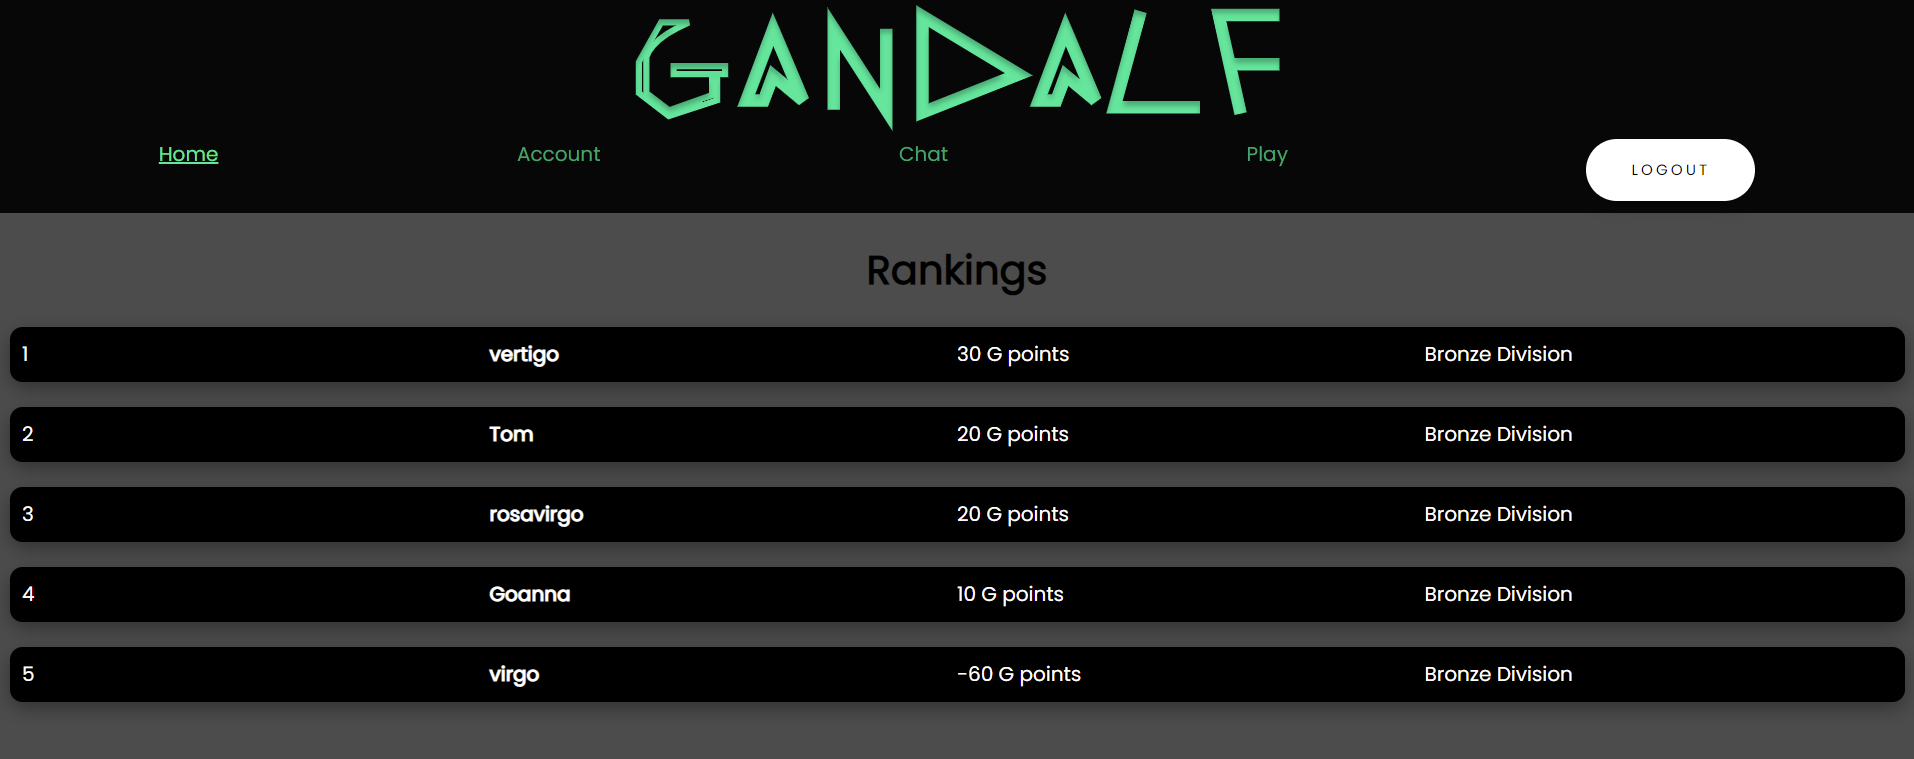 GANDALF
Home Account Chat Play LOGOUT
Rankings
1 vertigo 30 G points Bronze Division
2 Tom 20 G points Bronze Division
3 rosavirgo 20 G points Bronze Division
4 Goanna 10 G points Bronze Division
5 virgo -60 G points Bronze Division